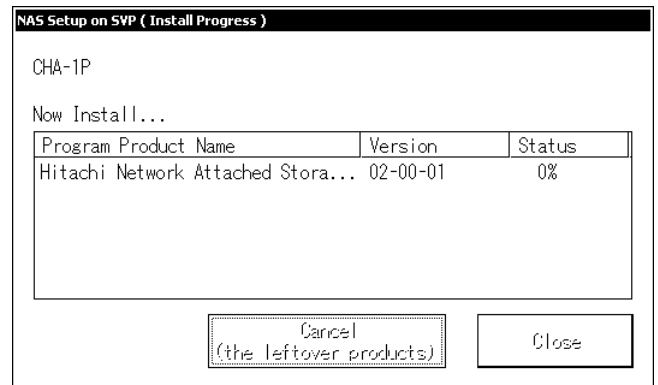 NAS Setup on SVP ( Install Progress )
CHA-1P
Now Install...
Program Product Name Version Status
Hitachi Network Attached Stora... 02-00-01 0%
Cancel
(the leftover products)
Close